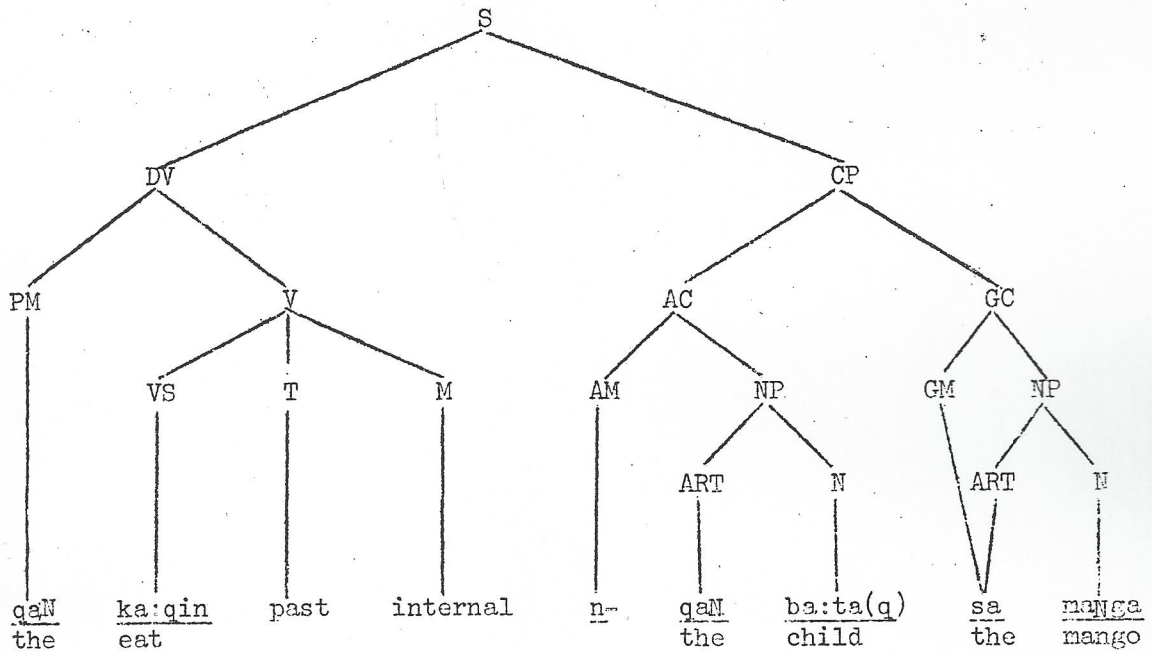 S
DV CP
PM V AC GC
VS T M AM NP GM NP
ART N ART N
qaN ka:qin past internal n- qaN ba:ta(q) sa maNga
the eat the child the mango